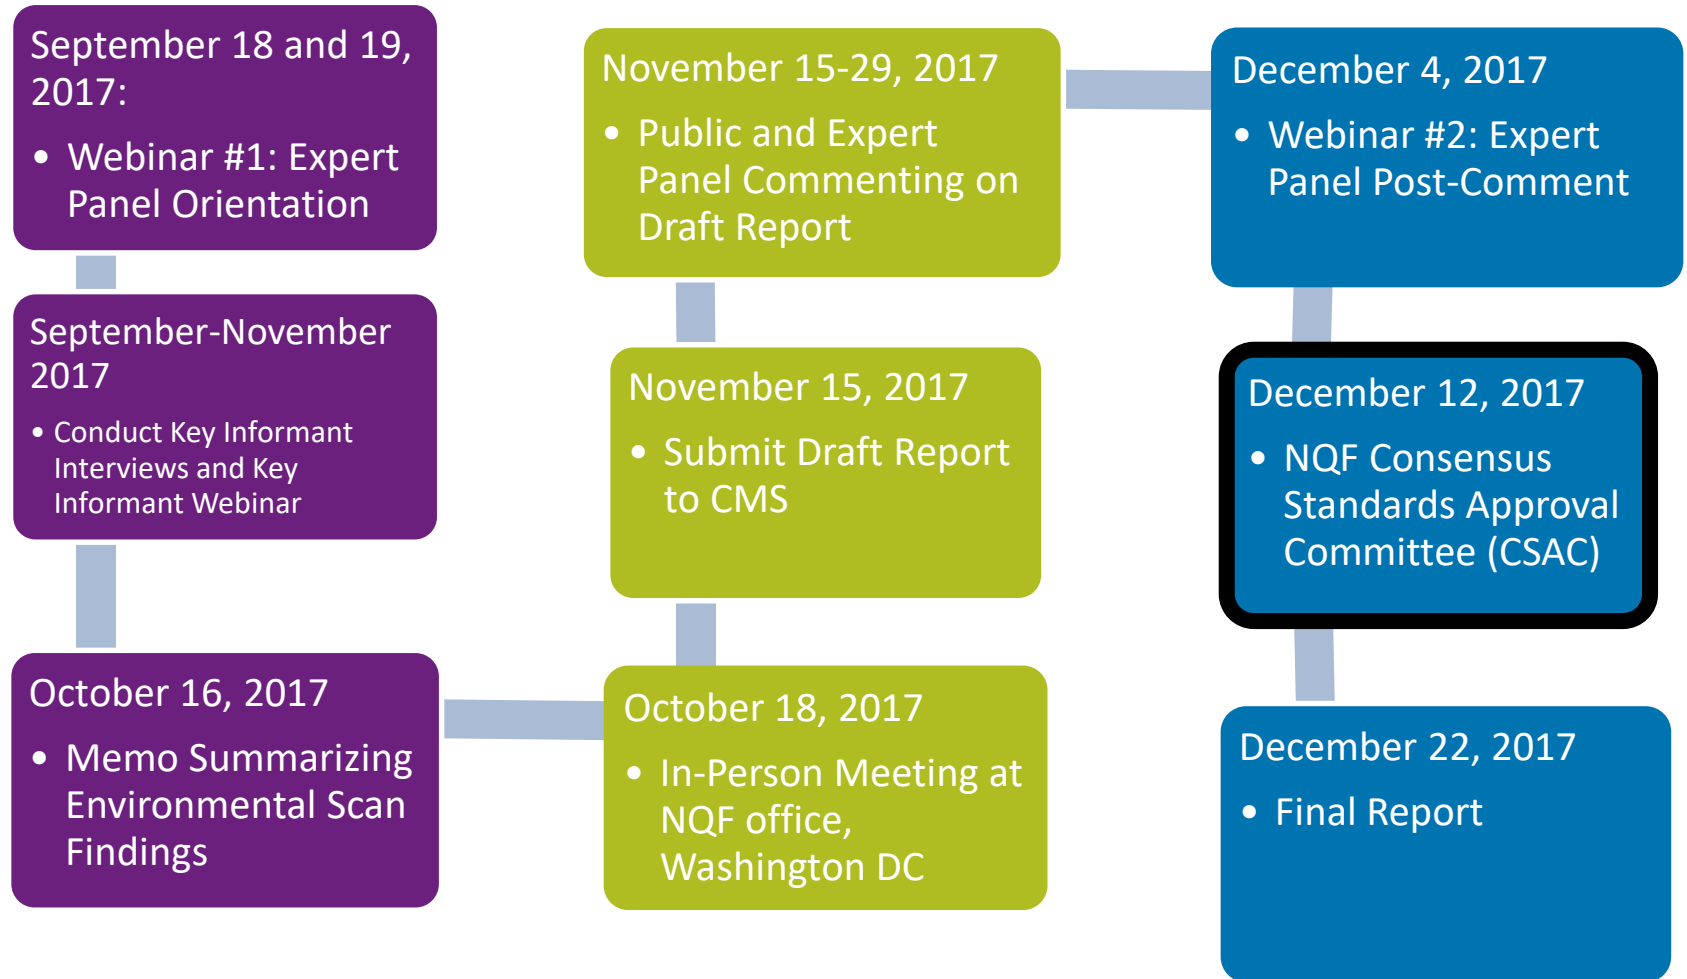 September 18 and 19,
2017:
• Webinar #1: Expert
Panel Orientation
September-November
2017
• Conduct Key Informant
Interviews and Key
Informant Webinar
October 16, 2017
• Memo Summarizing
Environmental Scan
Findings
October 18, 2017
• In-Person Meeting at
NQF office,
Washington DC
November 15, 2017
• Submit Draft Report
to CMS
November 15-29, 2017
• Public and Expert
Panel Commenting on
Draft Report
December 4, 2017
• Webinar #2: Expert
Panel Post-Comment
December 12, 2017
• NQF Consensus
Standards Approval
Committee (CSAC)
December 22, 2017
• Final Report